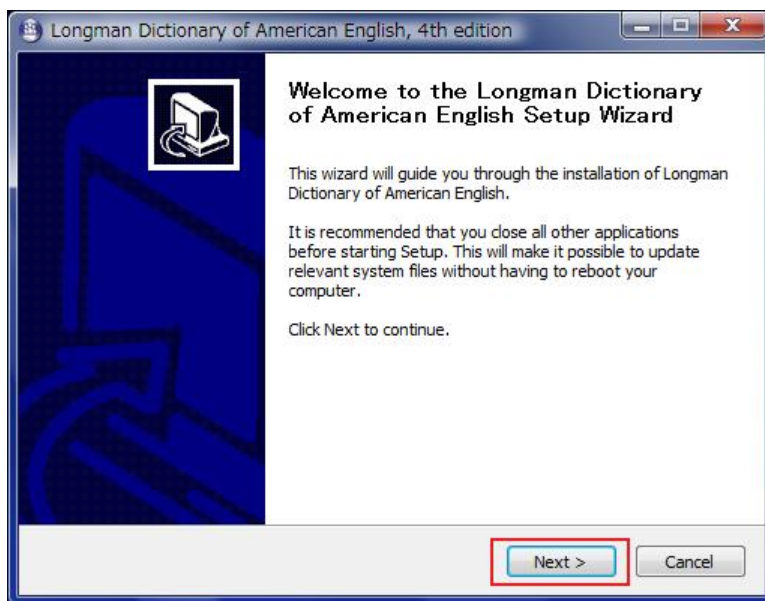 Longman Dictionary of American English, 4th edition
Welcome to the Longman Dictionary
of American English Setup Wizard
This wizard will guide you through the installation of Longman
Dictionary of American English.
It is recommended that you close all other applications
before starting Setup. This will make it possible to update
relevant system files without having to reboot your
computer.
Click Next to continue.
Next > Cancel